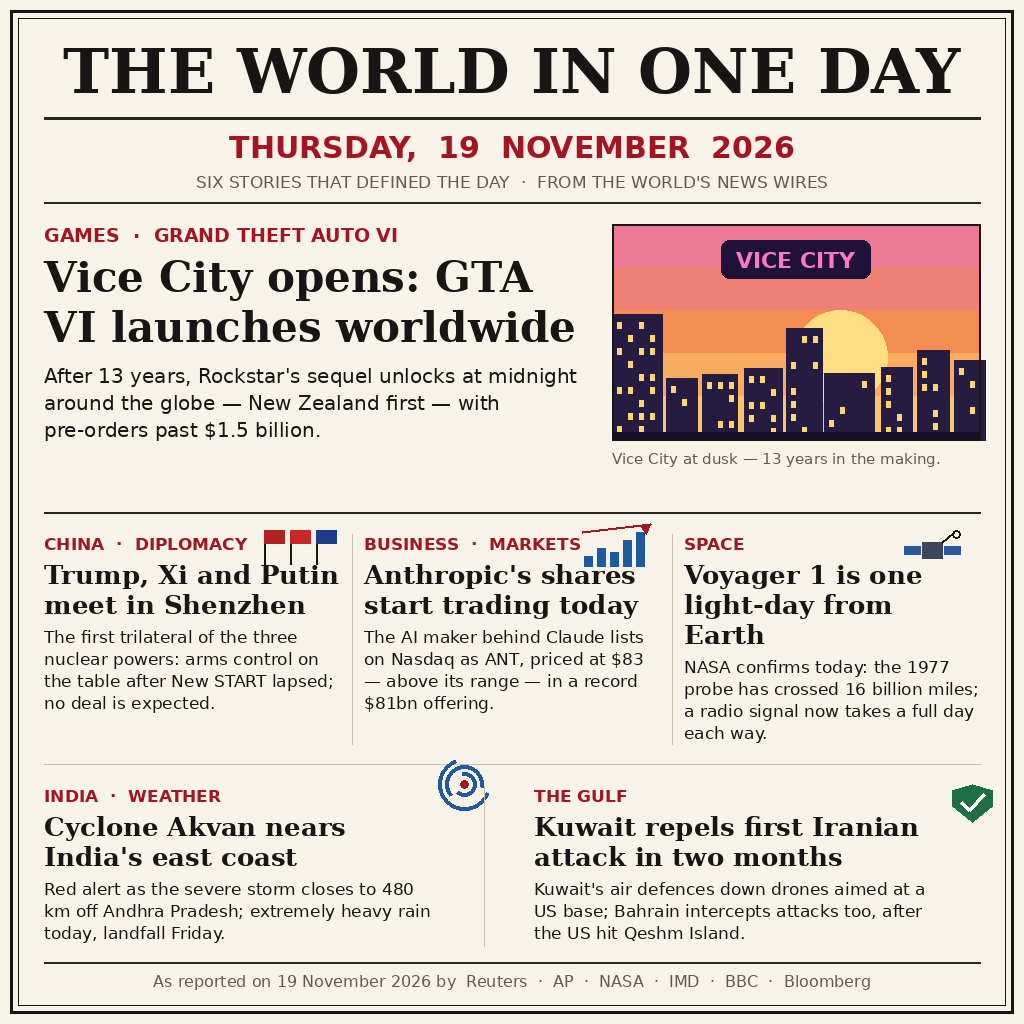 THE WORLD IN ONE DAY
THURSDAY, 19 NOVEMBER 2026
SIX STORIES THAT DEFINED THE DAY · FROM THE WORLD'S NEWS WIRES
GAMES · GRAND THEFT AUTO VI
Vice City opens: GTA
VI launches worldwide
After 13 years, Rockstar's sequel unlocks at midnight
around the globe — New Zealand first — with
pre-orders past $1.5 billion.
VICE CITY
Vice City at dusk — 13 years in the making.
CHINA · DIPLOMACY
Trump, Xi and Putin
meet in Shenzhen
The first trilateral of the three
nuclear powers: arms control on
the table after New START lapsed;
no deal is expected.
BUSINESS · MARKETS
Anthropic's shares
start trading today
The AI maker behind Claude lists
on Nasdaq as ANT, priced at $83
— above its range — in a record
$81bn offering.
SPACE
Voyager 1 is one
light-day from
Earth
NASA confirms today: the 1977
probe has crossed 16 billion miles;
a radio signal now takes a full day
each way.
INDIA · WEATHER
Cyclone Akvan nears
India's east coast
Red alert as the severe storm closes to 480
km off Andhra Pradesh; extremely heavy rain
today, landfall Friday.
THE GULF
Kuwait repels first Iranian
attack in two months
Kuwait's air defences down drones aimed at a
US base; Bahrain intercepts attacks too, after
the US hit Qeshm Island.
As reported on 19 November 2026 by Reuters · AP · NASA · IMD · BBC · Bloomberg